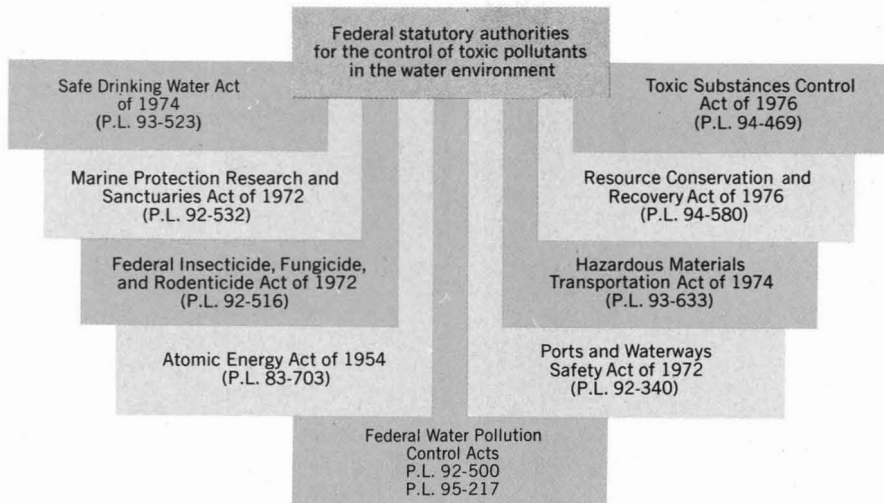 Federal statutory authorities
for the control of toxic pollutants
in the water environment
Safe Drinking Water Act
of 1974
(P.L. 93-523)
Toxic Substances Control
Act of 1976
(P.L. 94-469)
Marine Protection Research and
Sanctuaries Act of 1972
(P.L. 92-532)
Resource Conservation and
Recovery Act of 1976
(P.L. 94-580)
Federal Insecticide, Fungicide,
and Rodenticide Act of 1972
(P.L. 92-516)
Hazardous Materials
Transportation Act of 1974
(P.L. 93-633)
Atomic Energy Act of 1954
(P.L. 83-703)
Ports and Waterways
Safety Act of 1972
(P.L. 92-340)
Federal Water Pollution
Control Acts
P.L. 92-500
P.L. 95-217